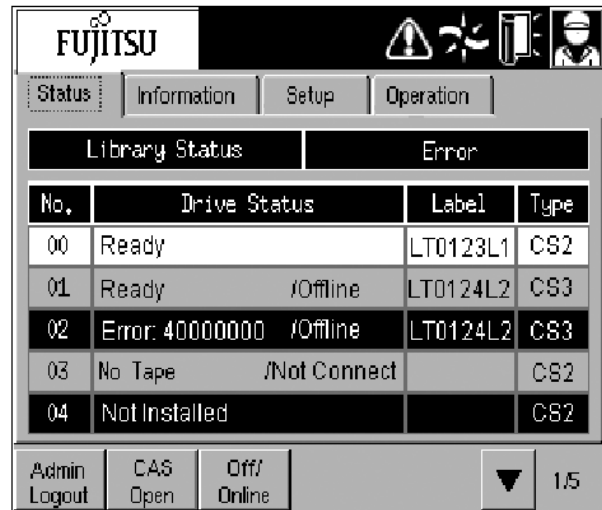 FUJITSU
Status Information Setup Operation
Library Status Error
No. Drive Status Label Type
00 Ready LT0123L1 CS2
01 Ready /Offline LT0124L2 CS3
02 Error: 40000000 /Offline LT0124L2 CS3
03 No Tape /Not Connect CS2
04 Not Installed CS2
Admin Logout CAS Open Off/ Online ▼ 1/5